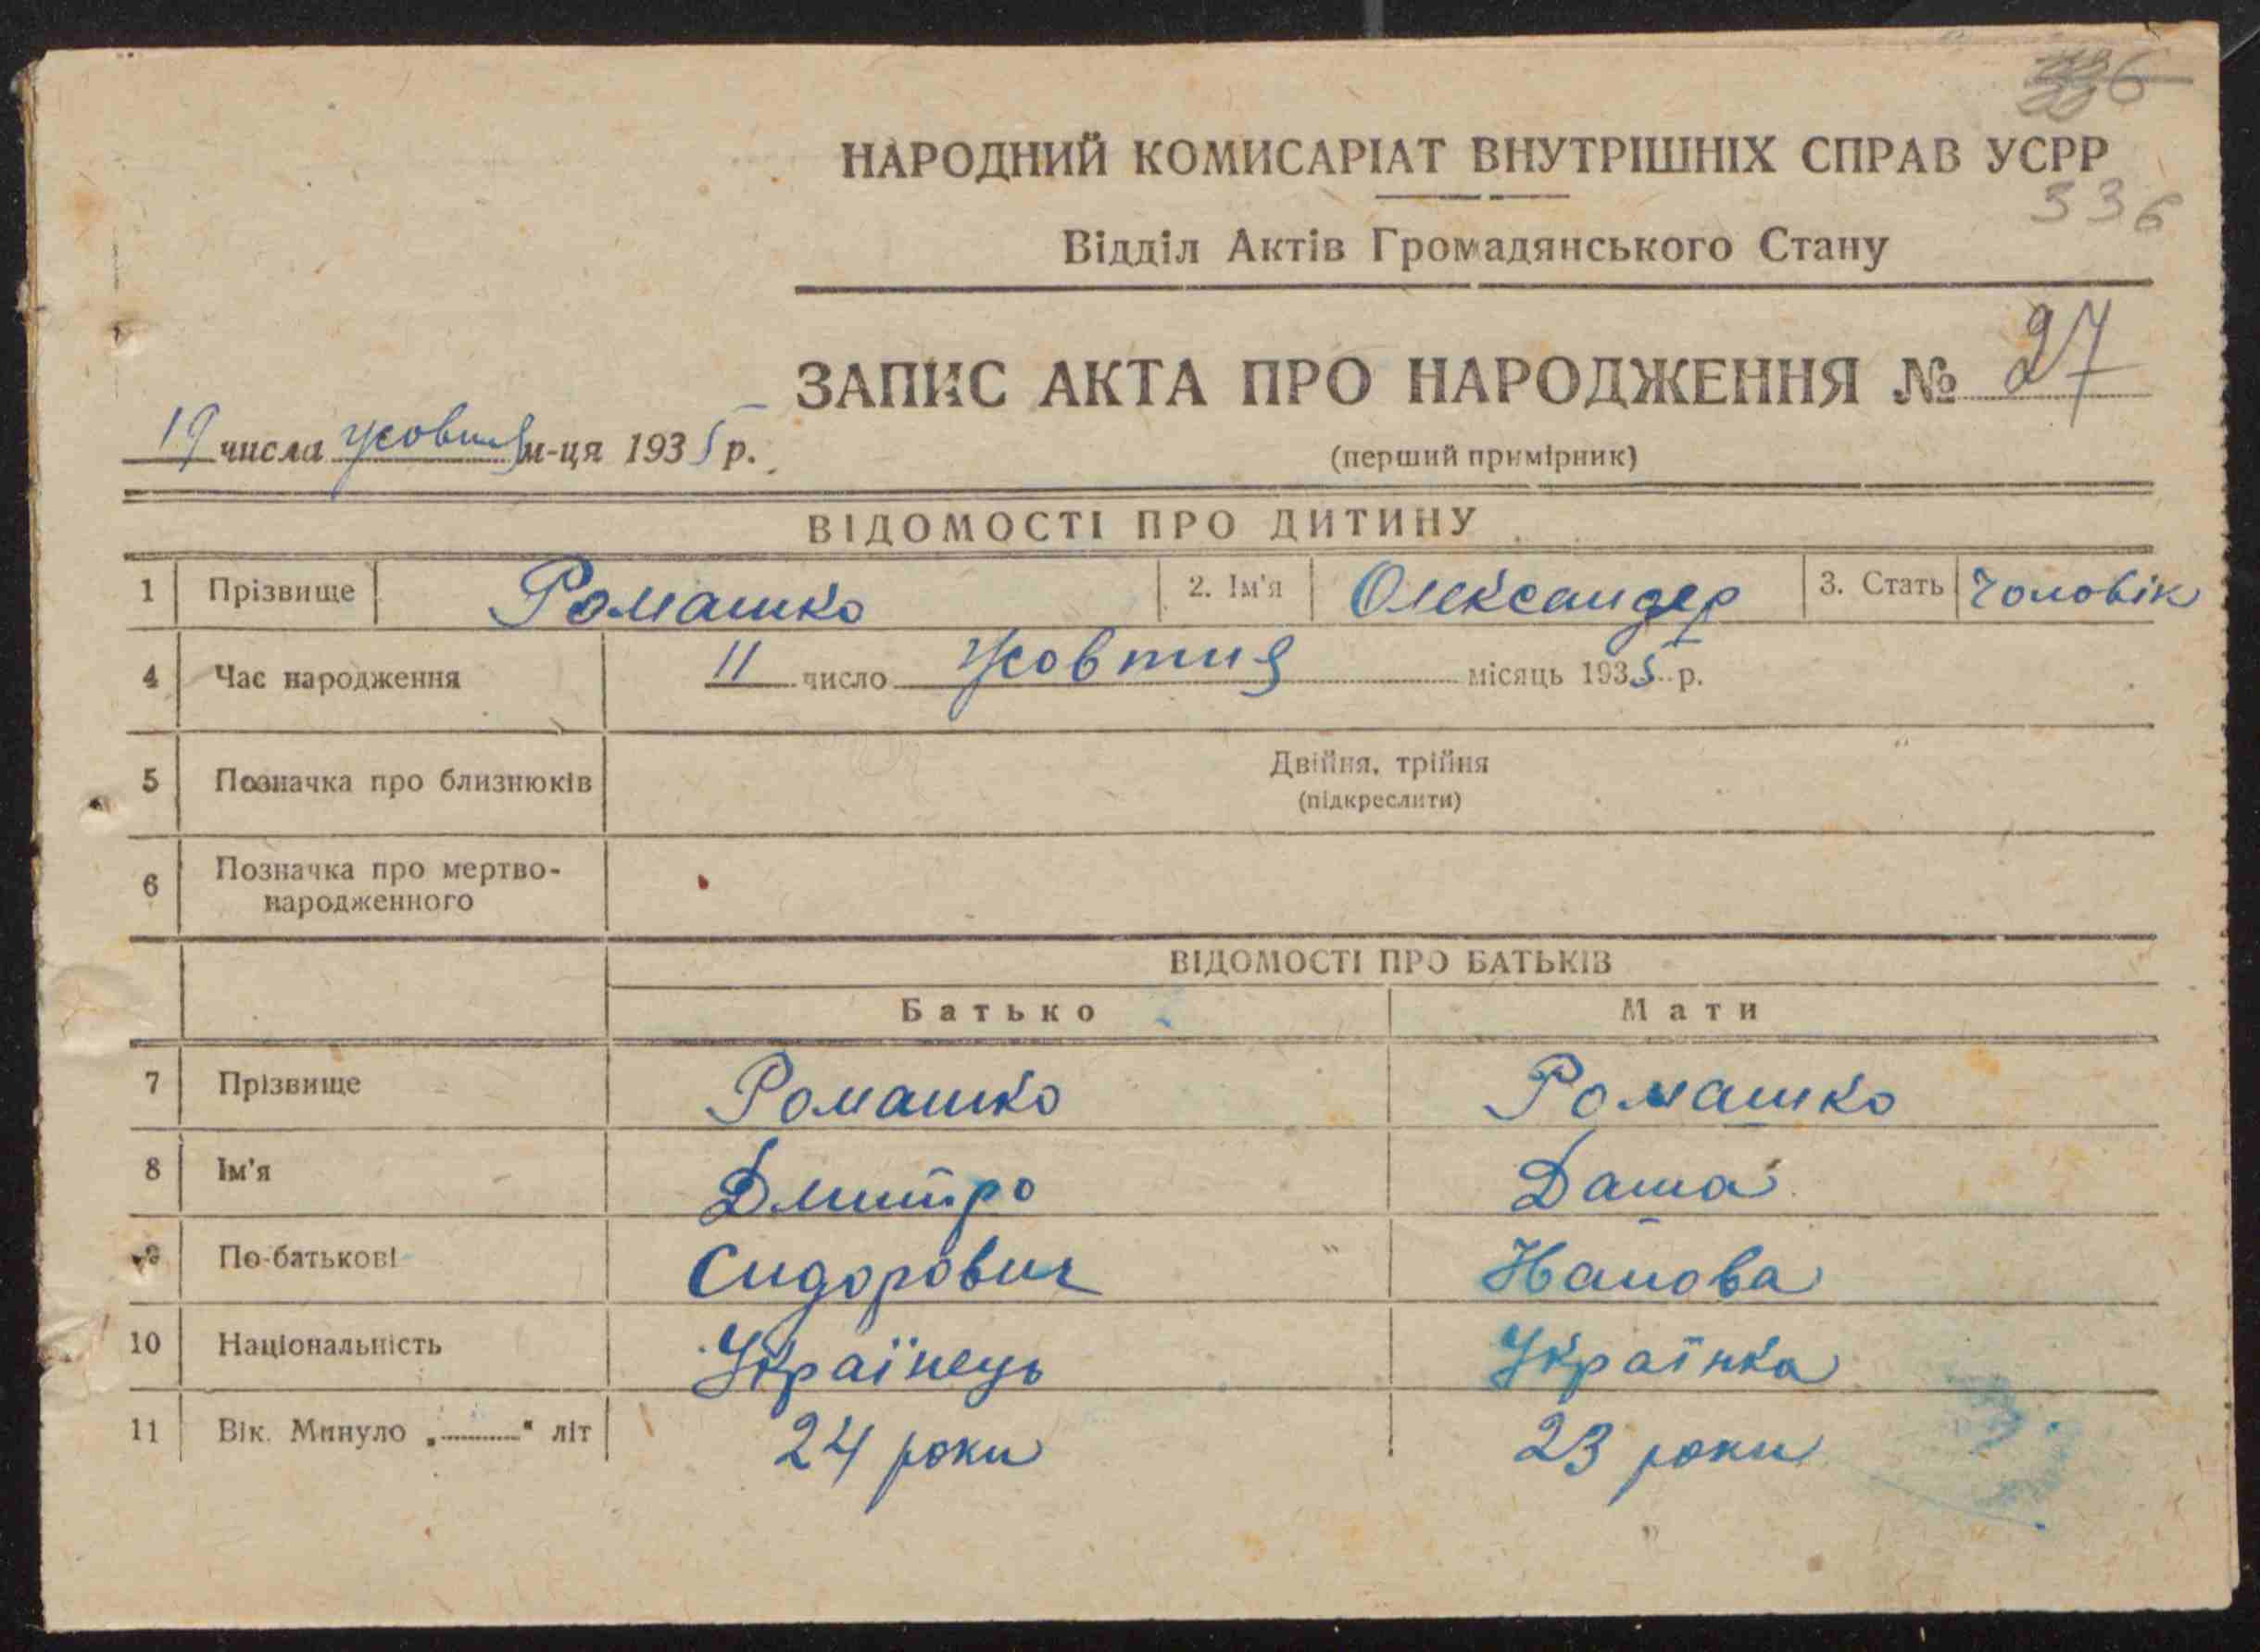 336
НАРОДНИЙ КОМИСАРІАТ ВНУТРІШНІХ СПРАВ УСРР
336
Відділ Актів Громадянського Стану
ЗАПИС АКТА ПРО НАРОДЖЕННЯ № 27
19 числа жовтня м-ця 1935 р.
(перший примірник)
ВІДОМОСТІ ПРО ДИТИНУ
1 Прізвище Ромашко 2. Ім'я Олександер 3. Стать Чоловік
4 Час народження 11 число жовтня місяць 1935 р.
5 Позначка про близнюків Двійня, трійня
(підкреслити)
6 Позначка про мертво-
народженного
ВІДОМОСТІ ПРО БАТЬКІВ
Батько Мати
7 Прізвище Ромашко Ромашко
8 Ім'я Дмитро Даша
9 По-батькові Сидорович
10 Національність Українець Українка
11 Вік. Минуло „ " літ 24 роки 23 роки